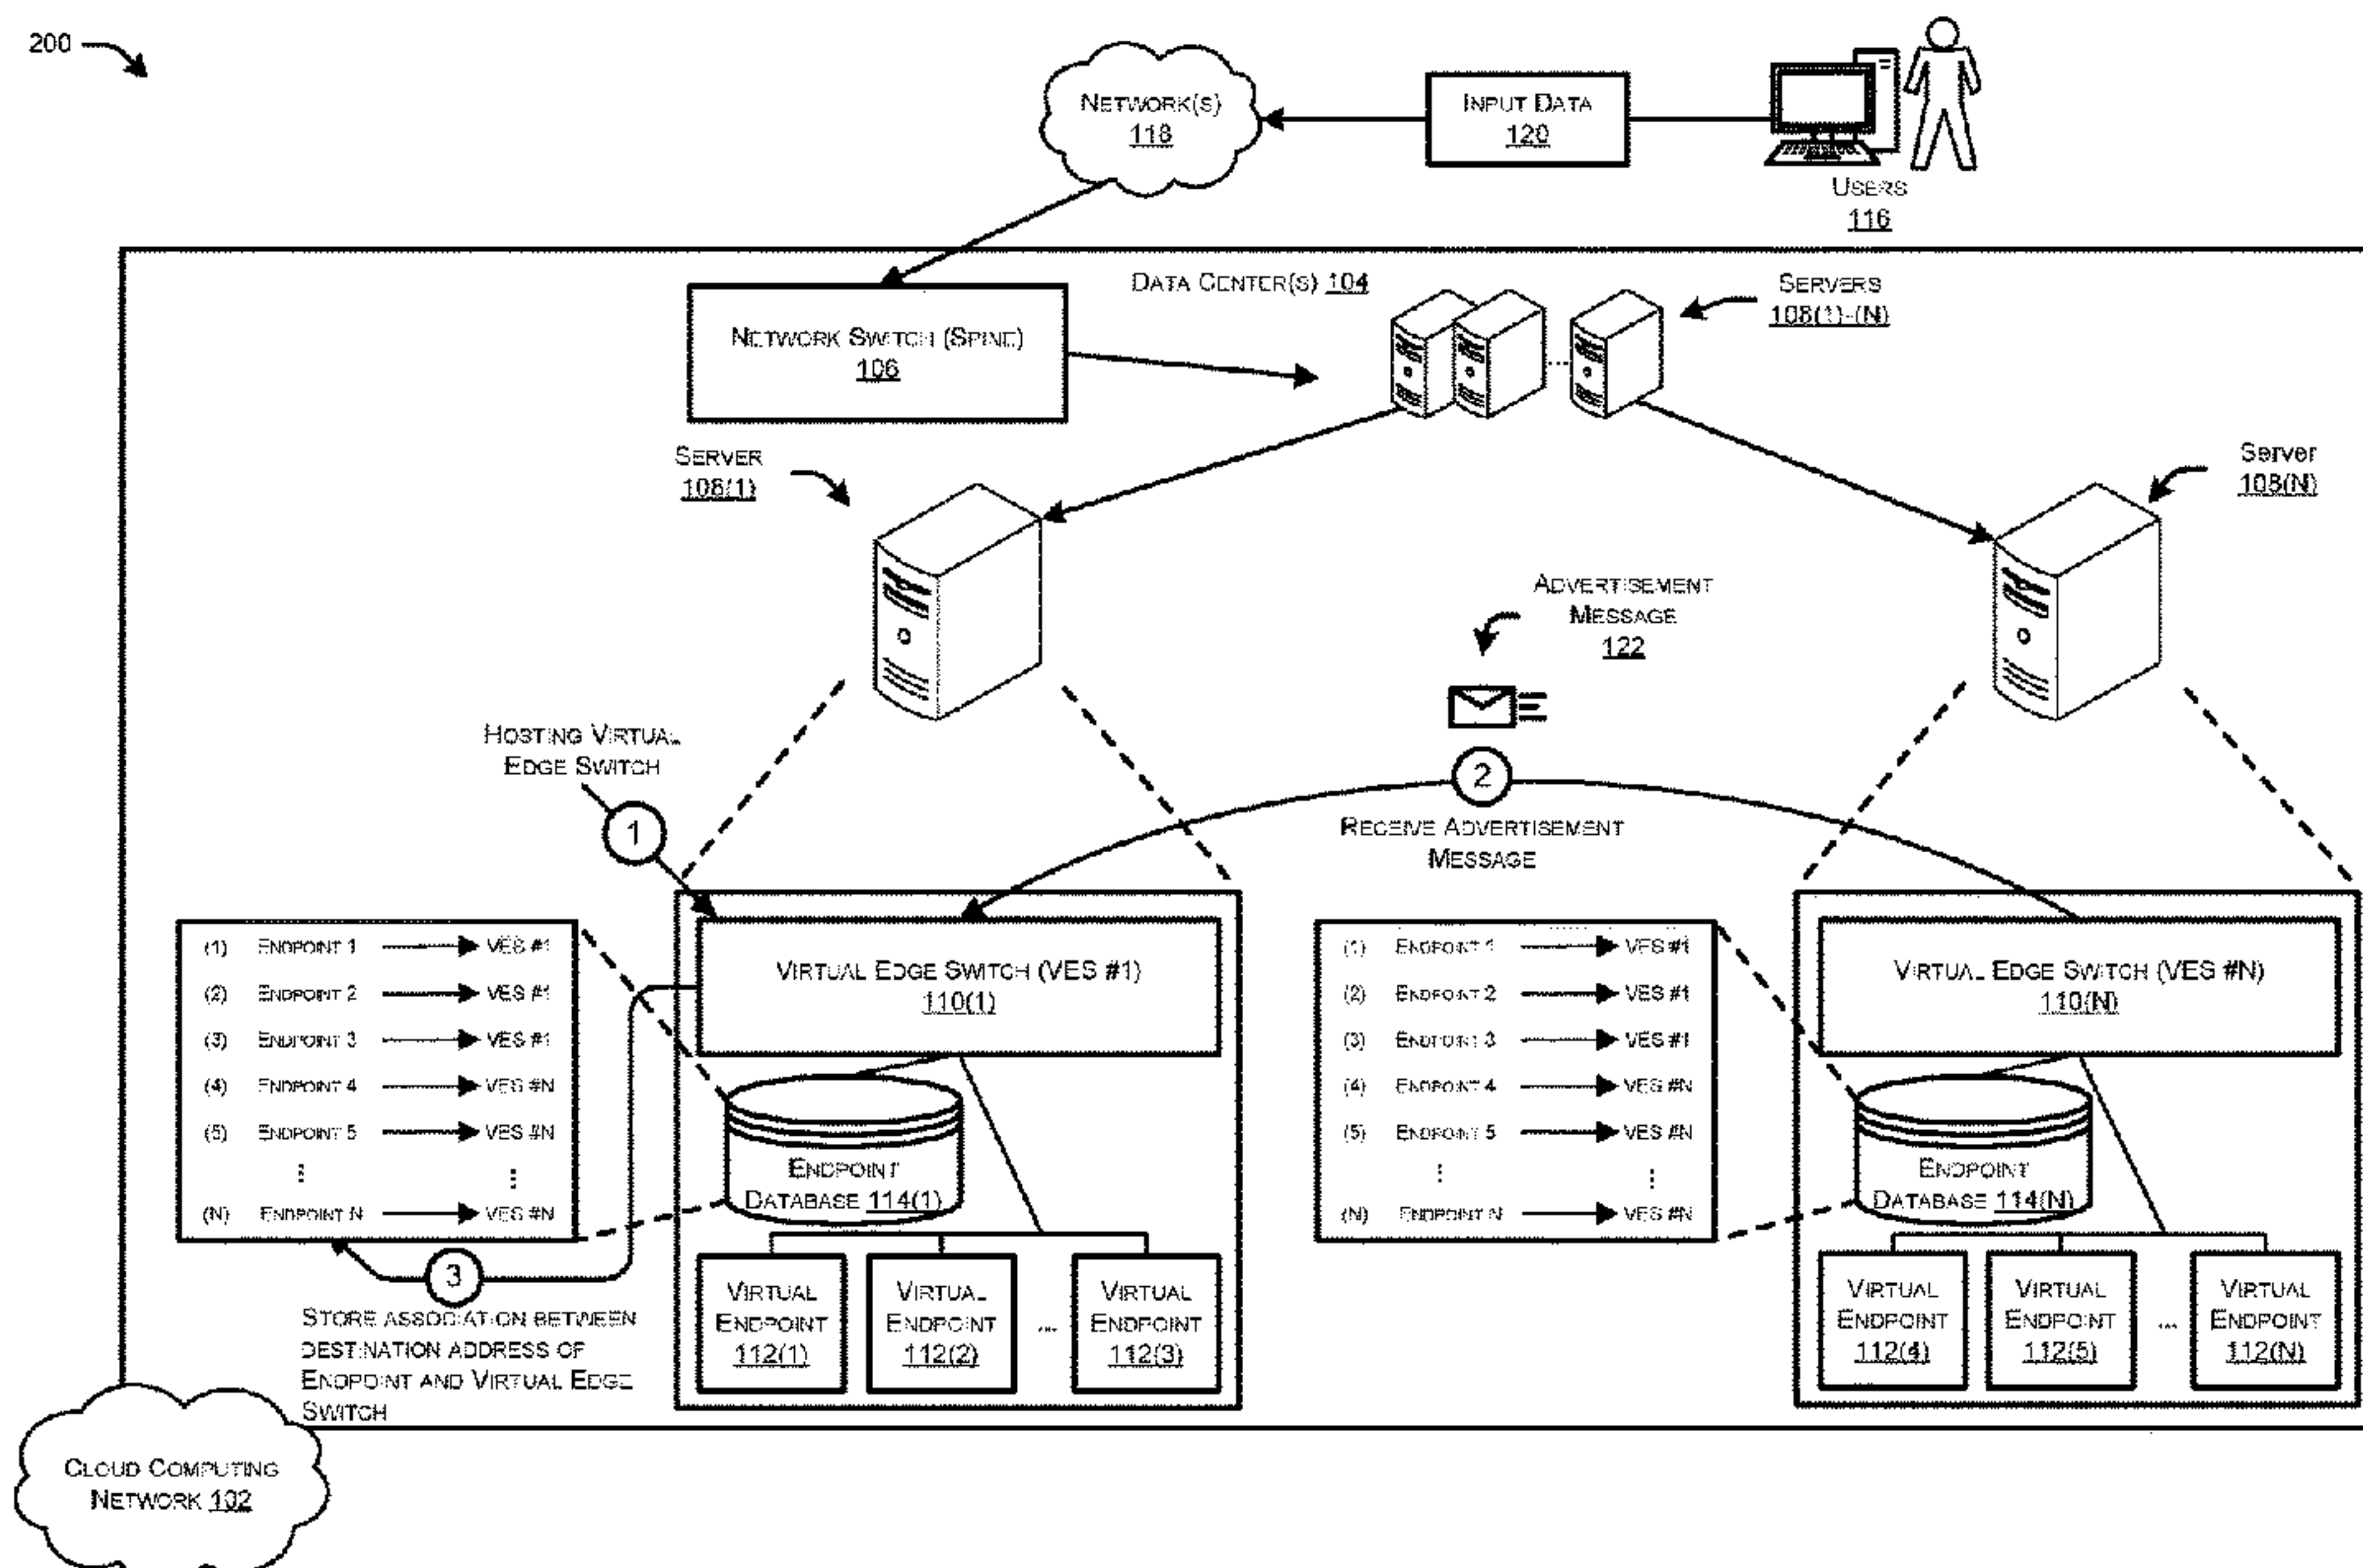 200
NETWORK(S)
118
INPUT DATA
120
USERS
116
DATA CENTER(S) 104
SERVERS
108(1)-(N)
NETWORK SWITCH (SPINE)
106
SERVER
108(1)
Server
108(N)
ADVERTISEMENT
MESSAGE
122
HOSTING VIRTUAL
EDGE SWITCH
1
2
RECEIVE ADVERTISEMENT
MESSAGE
(1) ENDPOINT 1 VES #1
(2) ENDPOINT 2 VES #1
(3) ENDPOINT 3 VES #1
(4) ENDPOINT 4 VES #N
(5) ENDPOINT 5 VES #N
⋮ ⋮
(N) ENDPOINT N VES #N
VIRTUAL EDGE SWITCH (VES #1)
110(1)
ENDPOINT
DATABASE 114(1)
VIRTUAL
ENDPOINT
112(1)
VIRTUAL
ENDPOINT
112(2)
...
VIRTUAL
ENDPOINT
112(3)
3
STORE ASSOCIATION BETWEEN
DESTINATION ADDRESS OF
ENDPOINT AND VIRTUAL EDGE
SWITCH
(1) ENDPOINT 1 VES #1
(2) ENDPOINT 2 VES #1
(3) ENDPOINT 3 VES #1
(4) ENDPOINT 4 VES #N
(5) ENDPOINT 5 VES #N
⋮ ⋮
(N) ENDPOINT N VES #N
VIRTUAL EDGE SWITCH (VES #N)
110(N)
ENDPOINT
DATABASE 114(N)
VIRTUAL
ENDPOINT
112(4)
VIRTUAL
ENDPOINT
112(5)
...
VIRTUAL
ENDPOINT
112(N)
CLOUD COMPUTING
NETWORK 102